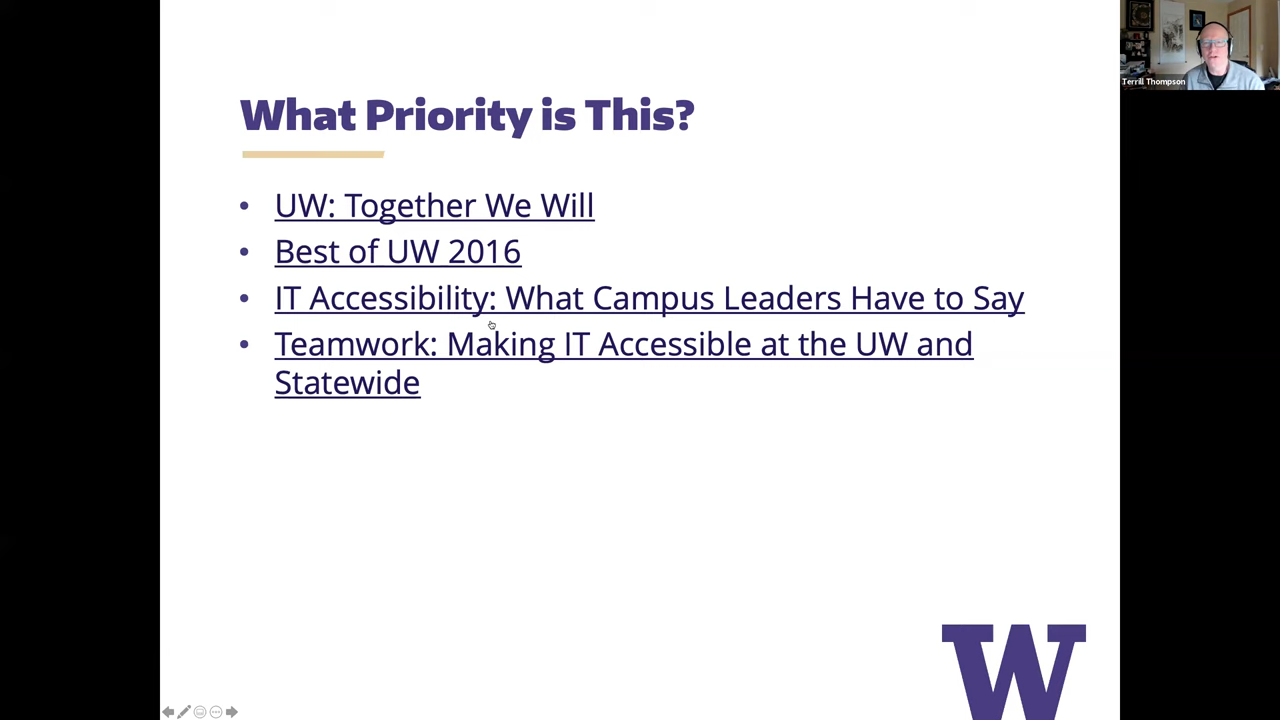 What Priority is This?
• UW: Together We Will
• Best of UW 2016
• IT Accessibility: What Campus Leaders Have to Say
• Teamwork: Making IT Accessible at the UW and
Statewide
Terrill Thompson
W